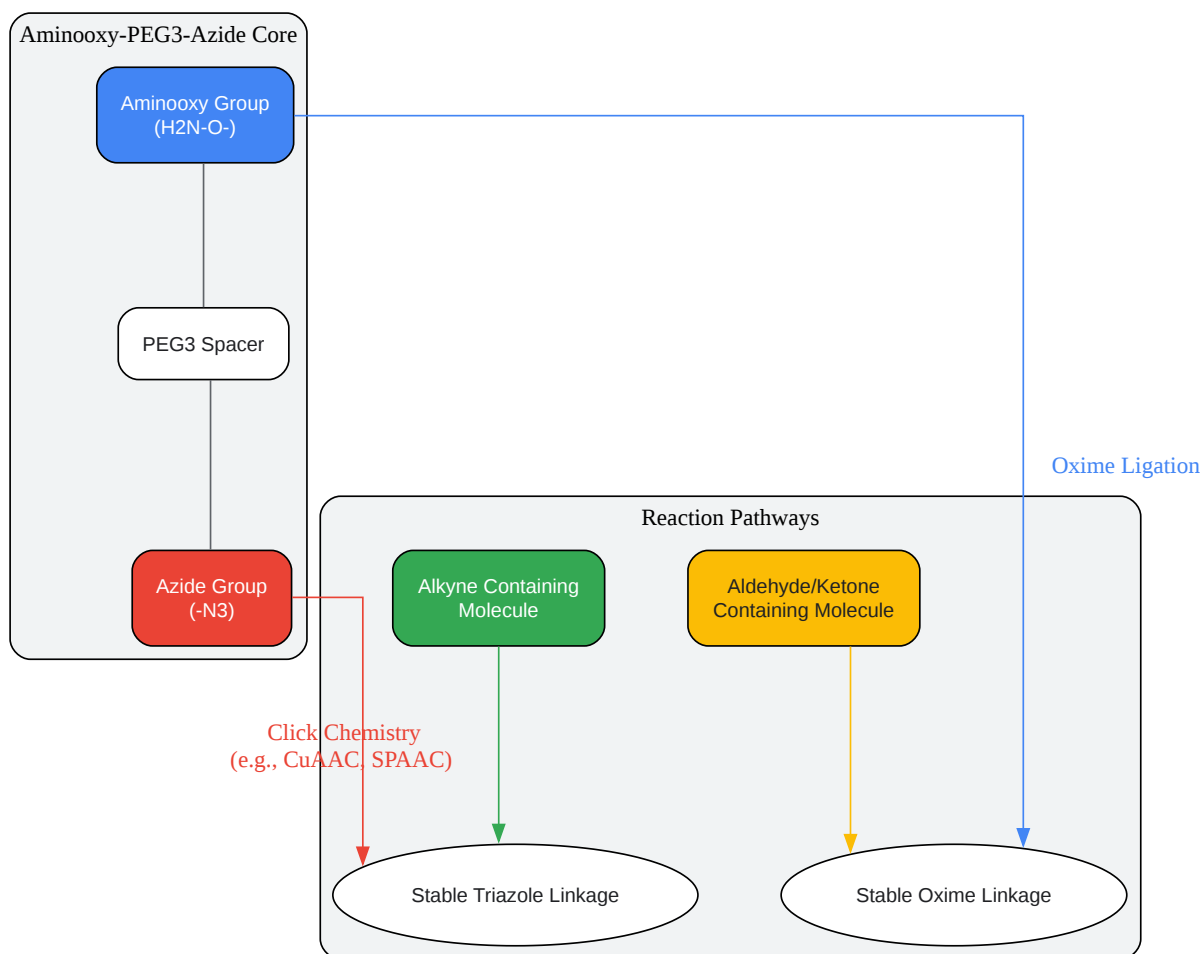 Aminooxy-PEG3-Azide Core
Aminooxy Group
(H2N-O-)
PEG3 Spacer
Azide Group
(-N3)
Oxime Ligation
Reaction Pathways
Alkyne Containing
Molecule
Aldehyde/Ketone
Containing Molecule
Click Chemistry
(e.g., CuAAC, SPAAC)
Stable Triazole Linkage
Stable Oxime Linkage